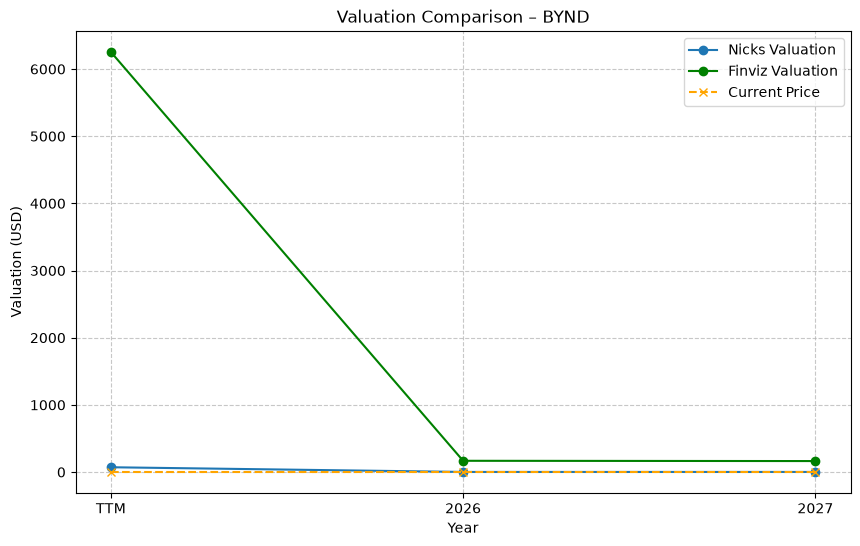 Valuation Comparison – BYND
Nicks Valuation
Finviz Valuation
Current Price
Valuation (USD)
6000
5000
4000
3000
2000
1000
0
TTM
2026
2027
Year